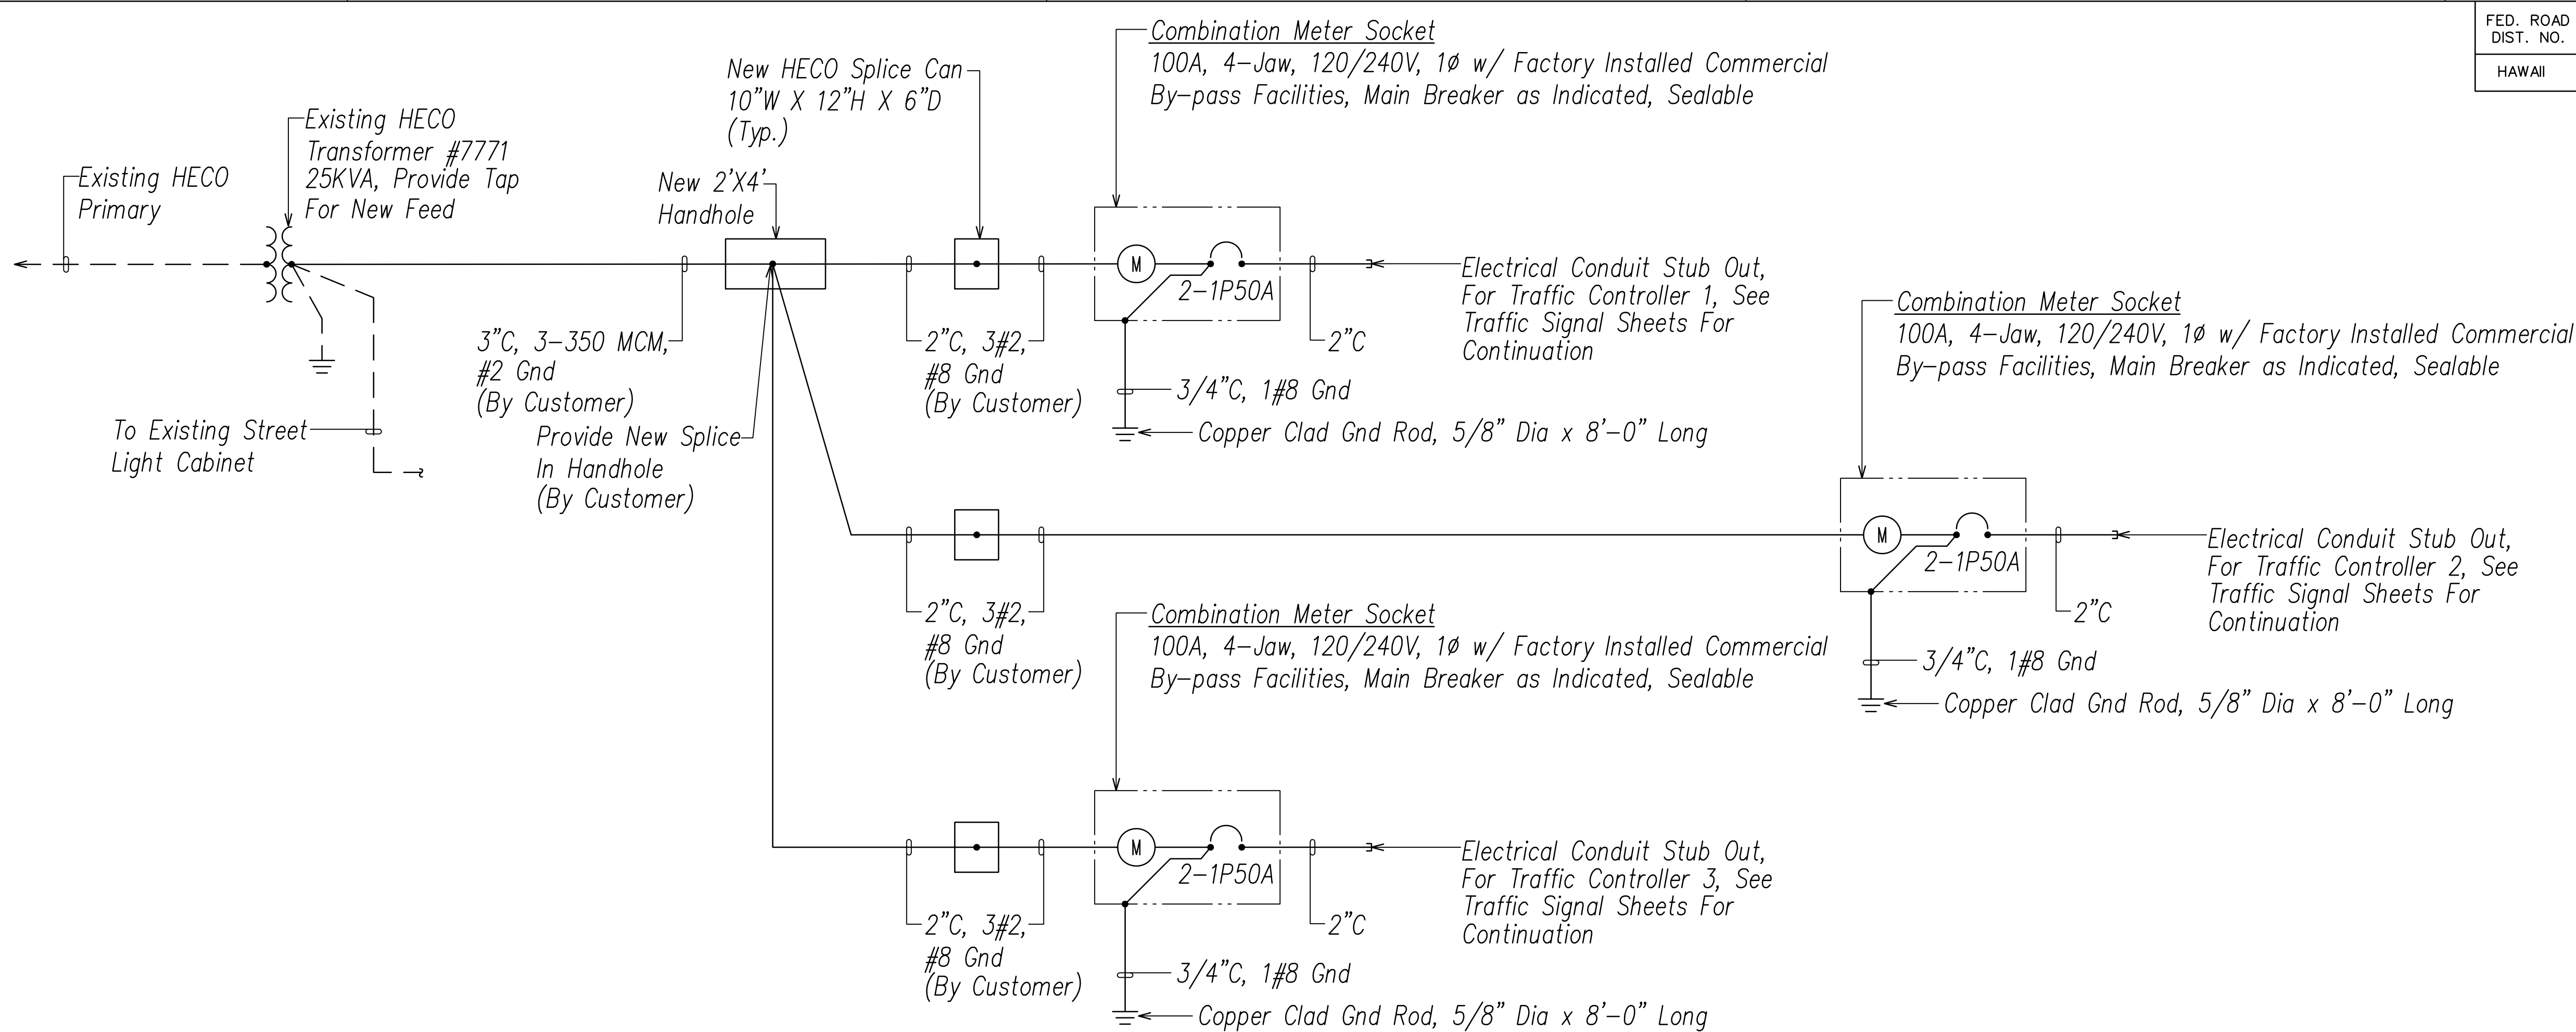 FED. ROAD
DIST. NO.
HAWAII
Existing HECO
Primary
Existing HECO
Transformer #7771
25KVA, Provide Tap
For New Feed
To Existing Street
Light Cabinet
3"C, 3-350 MCM,
#2 Gnd
(By Customer)
New 2'X4'
Handhole
Provide New Splice
In Handhole
(By Customer)
New HECO Splice Can
10"W X 12"H X 6"D
(Typ.)
2"C, 3#2,
#8 Gnd
(By Customer)
Combination Meter Socket
100A, 4-Jaw, 120/240V, 1ø w/ Factory Installed Commercial
By-pass Facilities, Main Breaker as Indicated, Sealable
M
2-1P50A
2"C
3/4"C, 1#8 Gnd
Copper Clad Gnd Rod, 5/8" Dia x 8'-0" Long
Electrical Conduit Stub Out,
For Traffic Controller 1, See
Traffic Signal Sheets For
Continuation
2"C, 3#2,
#8 Gnd
(By Customer)
Combination Meter Socket
100A, 4-Jaw, 120/240V, 1ø w/ Factory Installed Commercial
By-pass Facilities, Main Breaker as Indicated, Sealable
M
2-1P50A
2"C
3/4"C, 1#8 Gnd
Copper Clad Gnd Rod, 5/8" Dia x 8'-0" Long
Electrical Conduit Stub Out,
For Traffic Controller 2, See
Traffic Signal Sheets For
Continuation
2"C, 3#2,
#8 Gnd
(By Customer)
Combination Meter Socket
100A, 4-Jaw, 120/240V, 1ø w/ Factory Installed Commercial
By-pass Facilities, Main Breaker as Indicated, Sealable
M
2-1P50A
2"C
3/4"C, 1#8 Gnd
Copper Clad Gnd Rod, 5/8" Dia x 8'-0" Long
Electrical Conduit Stub Out,
For Traffic Controller 3, See
Traffic Signal Sheets For
Continuation